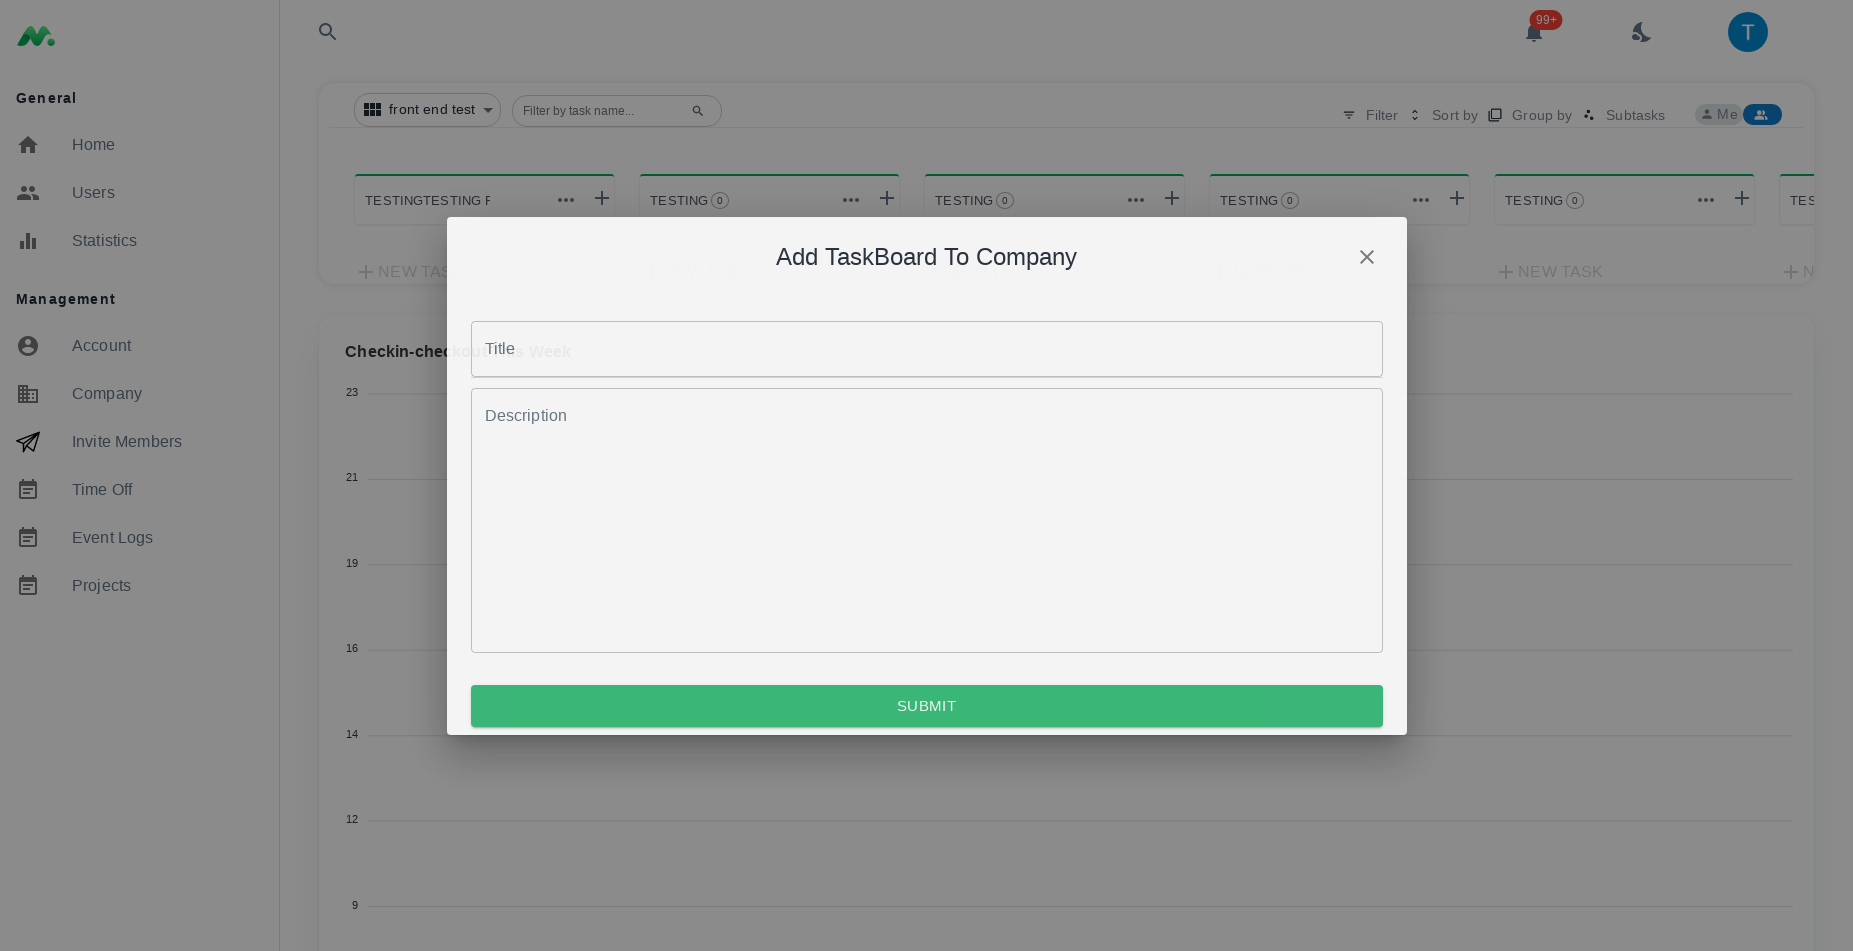 99+
T
General
Home
Users
Statistics
Management
Account
Company
Invite Members
Time Off
Event Logs
Projects
front end test
Filter by task name...
Filter
Sort by
Group by
Subtasks
Me
TESTINGTESTING
TESTING 0
TESTING 0
TESTING 0
TESTING 0
NEW
NEW TASK
Add TaskBoard To Company
Title
Description
SUBMIT
Checkin-checkout This Week
23
21
19
16
14
12
9